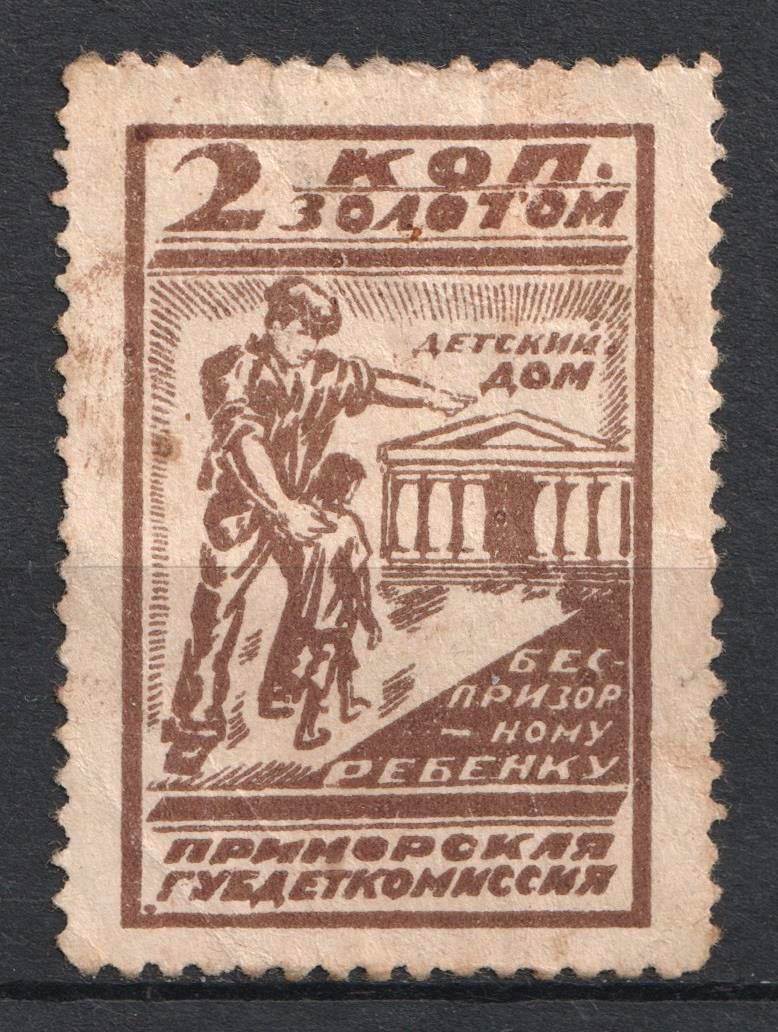 2 КОП.
ЗОЛОТОМ
ДЕТСКИЙ
ДОМ
БЕС-
ПРИЗОР
-НОМУ
РЕБЕНКУ
ПРИМОРСКАЯ
ГУБДЕТКОМИССИЯ